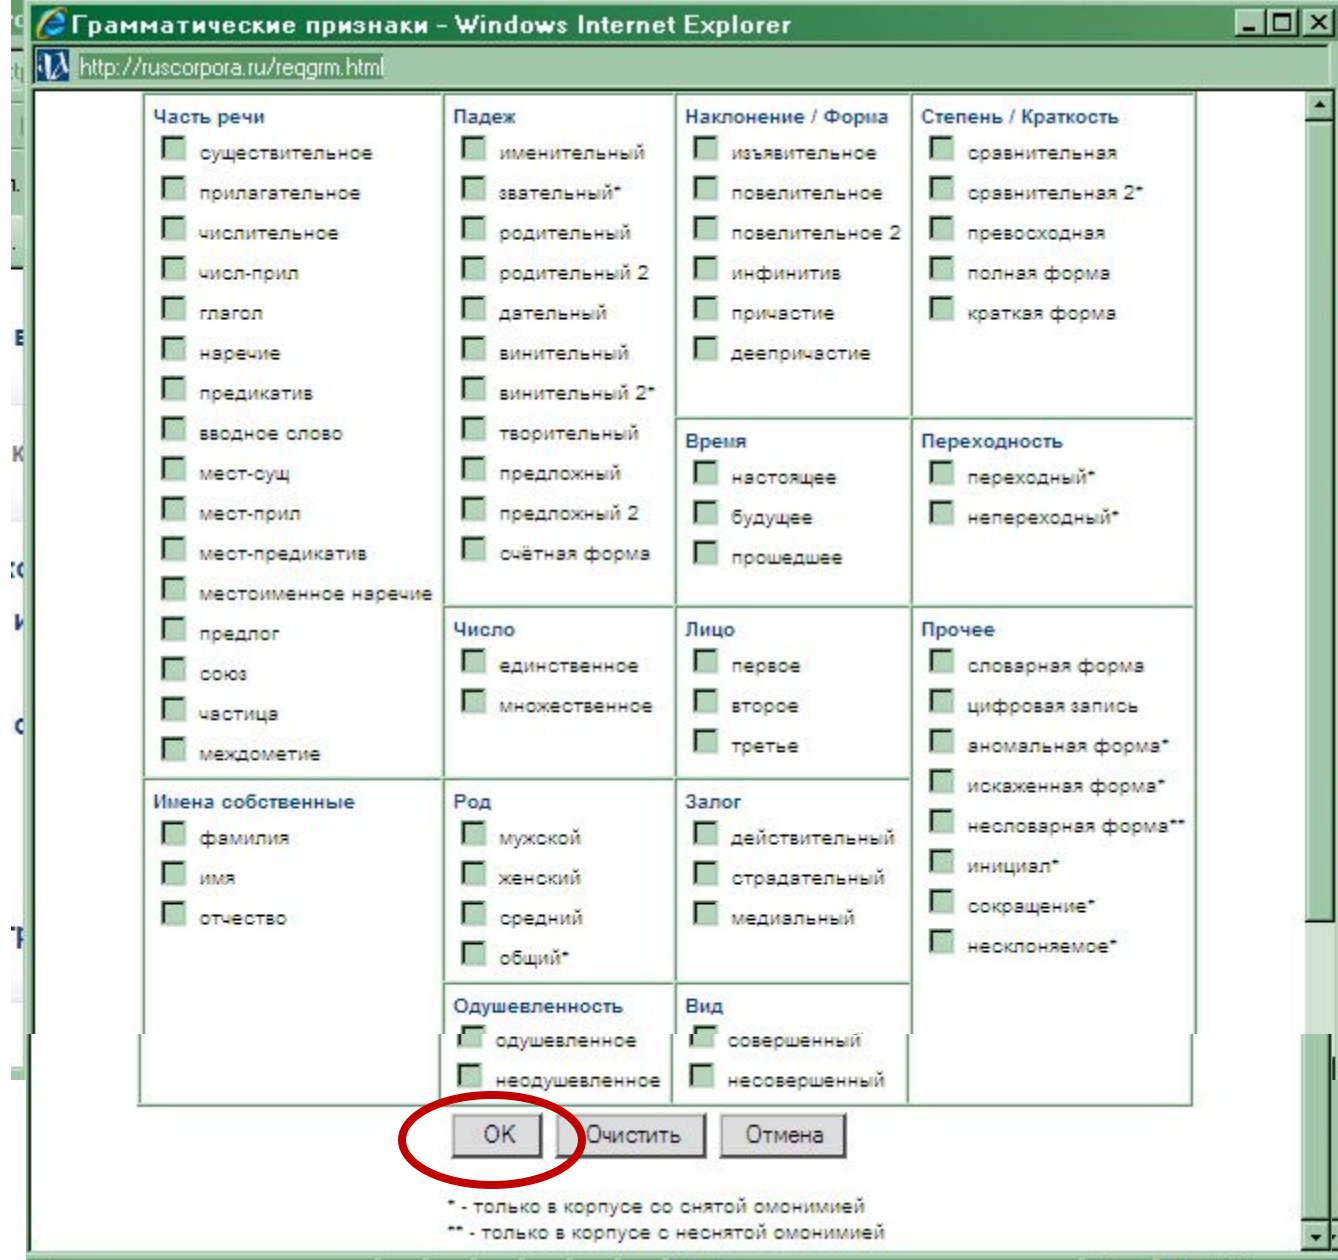 Грамматические признаки - Windows Internet Explorer
http://ruscorpora.ru/reqgrm.html
Часть речи
существительное
прилагательное
числительное
числ-прил
глагол
наречие
предикатив
вводное слово
мест-сущ
мест-прил
мест-предикатив
местоименное наречие
предлог
союз
частица
междометие
Имена собственные
фамилия
имя
отчество
Падеж
именительный
звательный*
родительный
родительный 2
дательный
винительный
винительный 2*
творительный
предложный
предложный 2
счётная форма
Число
единственное
множественное
Род
мужской
женский
средний
общий*
Одушевленность
одушевленное
неодушевленное
Наклонение / Форма
изъявительное
повелительное
повелительное 2
инфинитив
причастие
деепричастие
Время
настоящее
будущее
прошедшее
Лицо
первое
второе
третье
Залог
действительный
страдательный
медиальный
Вид
совершенный
несовершенный
Степень / Краткость
сравнительная
сравнительная 2*
превосходная
полная форма
краткая форма
Переходность
переходный*
непереходный*
Прочее
словарная форма
цифровая запись
аномальная форма*
искаженная форма*
несловарная форма**
инициал*
сокращение*
несклоняемое*
OK Очистить Отмена
* - только в корпусе со снятой омонимией
** - только в корпусе с неснятой омонимией